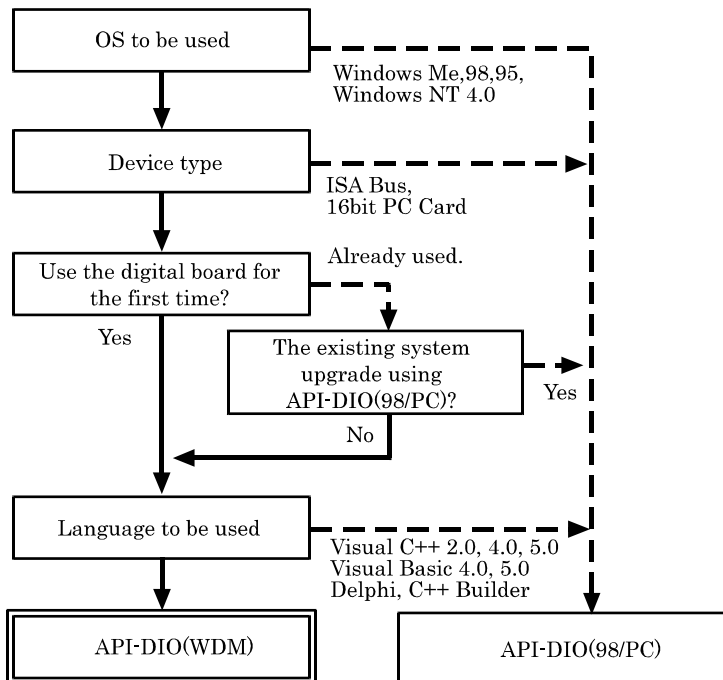 OS to be used
Windows Me,98,95,
Windows NT 4.0
Device type
ISA Bus,
16bit PC Card
Use the digital board for
the first time?
Already used.
Yes
The existing system
upgrade using
API-DIO(98/PC)?
Yes
No
Language to be used
Visual C++ 2.0, 4.0, 5.0
Visual Basic 4.0, 5.0
Delphi, C++ Builder
API-DIO(WDM)
API-DIO(98/PC)